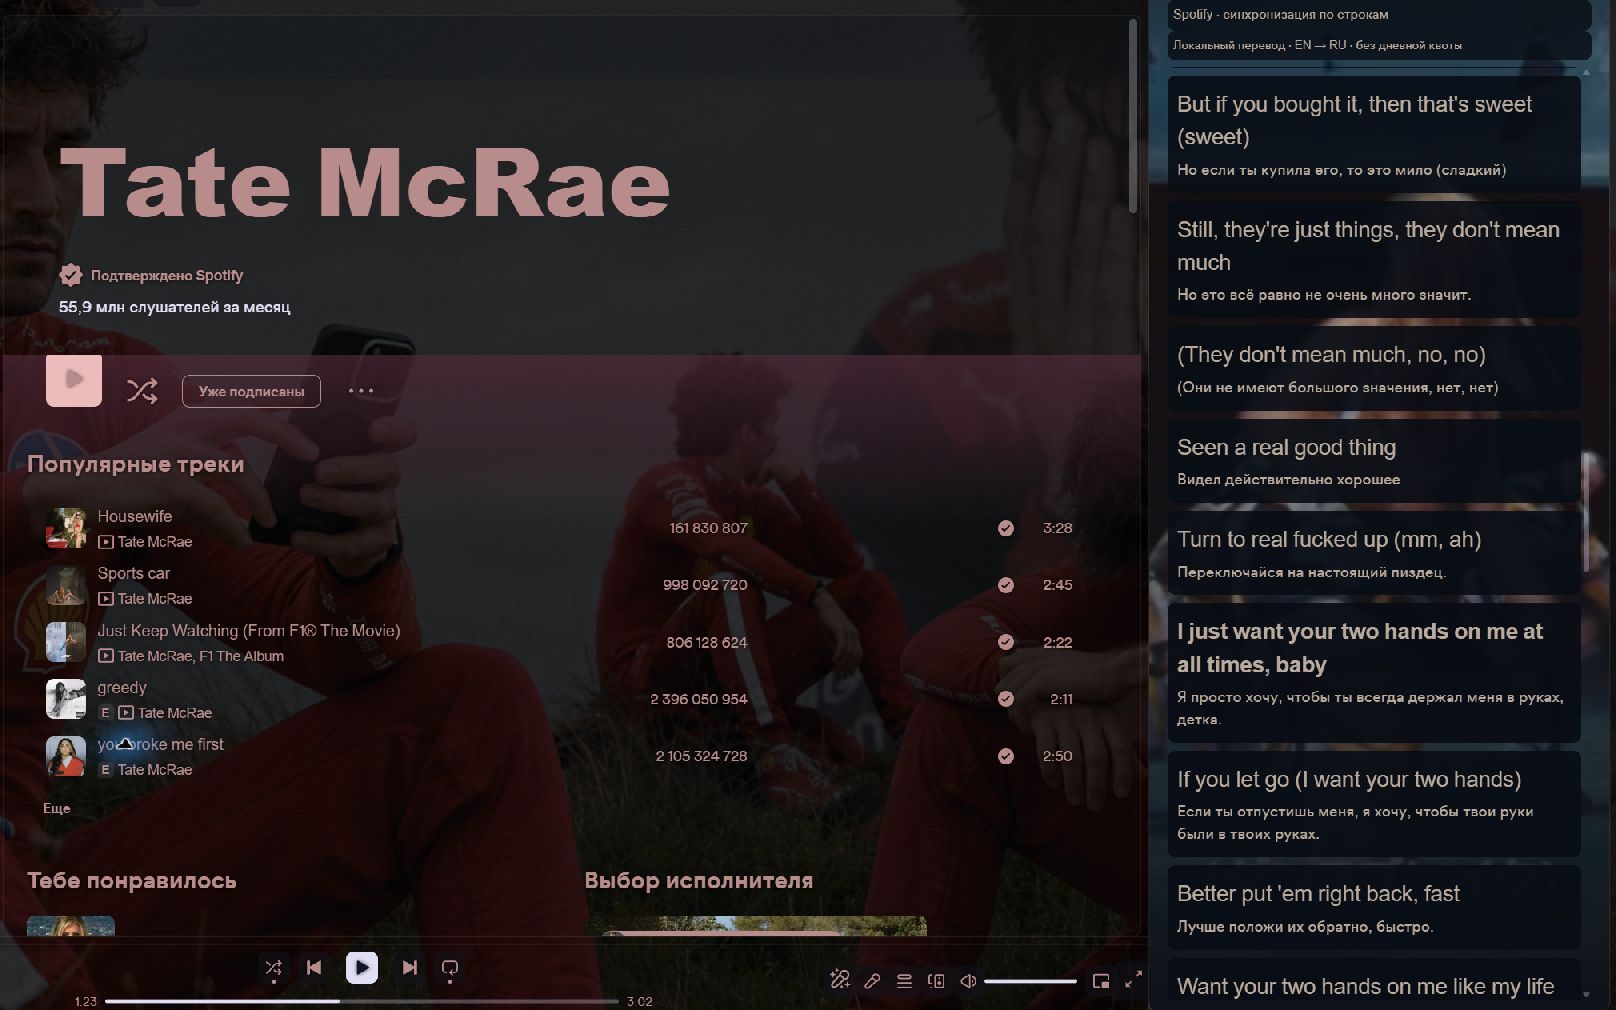 Tate McRae
Подтверждено Spotify
55,9 млн слушателей за месяц
Уже подписаны
Популярные треки
Housewife
Tate McRae
161 830 807
3:28
Sports car
Tate McRae
998 092 720
2:45
Just Keep Watching (From F1® The Movie)
Tate McRae, F1 The Album
806 128 624
2:22
greedy
E Tate McRae
2 396 050 954
2:11
you broke me first
E Tate McRae
2 105 324 728
2:50
Еще
Тебе понравилось
Выбор исполнителя
1:23
3:02
Spotify · синхронизация по строкам
Локальный перевод · EN → RU · без дневной квоты
But if you bought it, then that's sweet
(sweet)
Но если ты купила его, то это мило (сладкий)
Still, they're just things, they don't mean
much
Но это всё равно не очень много значит.
(They don't mean much, no, no)
(Они не имеют большого значения, нет, нет)
Seen a real good thing
Видел действительно хорошее
Turn to real fucked up (mm, ah)
Переключайся на настоящий пиздец.
I just want your two hands on me at
all times, baby
Я просто хочу, чтобы ты всегда держал меня в руках,
детка.
If you let go (I want your two hands)
Если ты отпустишь меня, я хочу, чтобы твои руки
были в твоих руках.
Better put 'em right back, fast
Лучше положи их обратно, быстро.
Want your two hands on me like my life